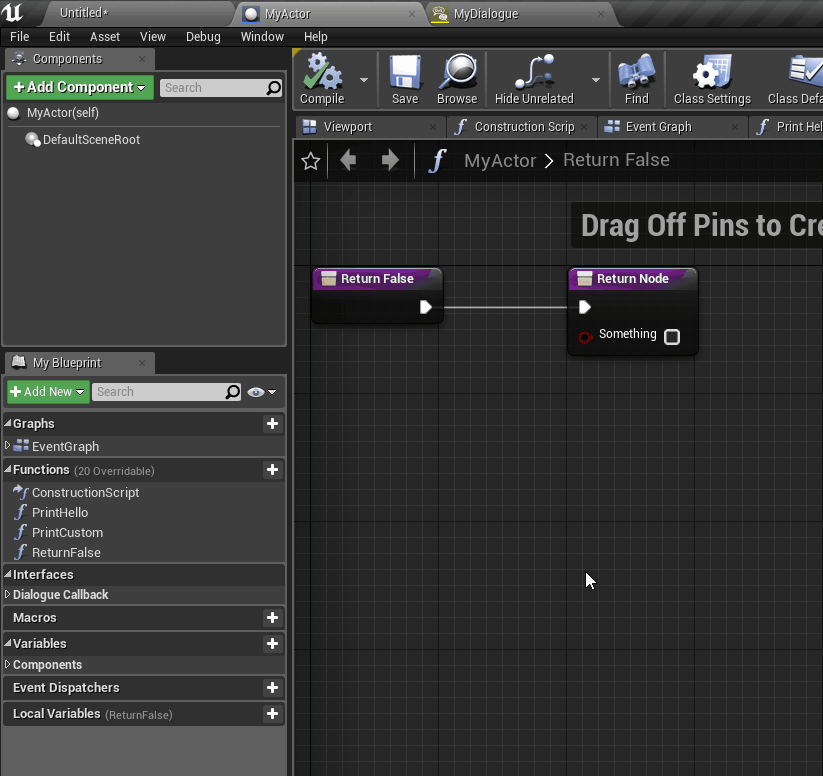 Untitled*
MyActor
MyDialogue
File Edit Asset View Debug Window Help
Components
+Add Component
Search
MyActor(self)
DefaultSceneRoot
Compile
Save
Browse
Hide Unrelated
Find
Class Settings
Class Defa
Viewport
Construction Scrip
Event Graph
Print Hel
MyActor > Return False
Drag Off Pins to Cre
Return False
Return Node
Something
My Blueprint
+Add New
Search
Graphs
EventGraph
Functions (20 Overridable)
ConstructionScript
PrintHello
PrintCustom
ReturnFalse
Interfaces
Dialogue Callback
Macros
Variables
Components
Event Dispatchers
Local Variables (ReturnFalse)